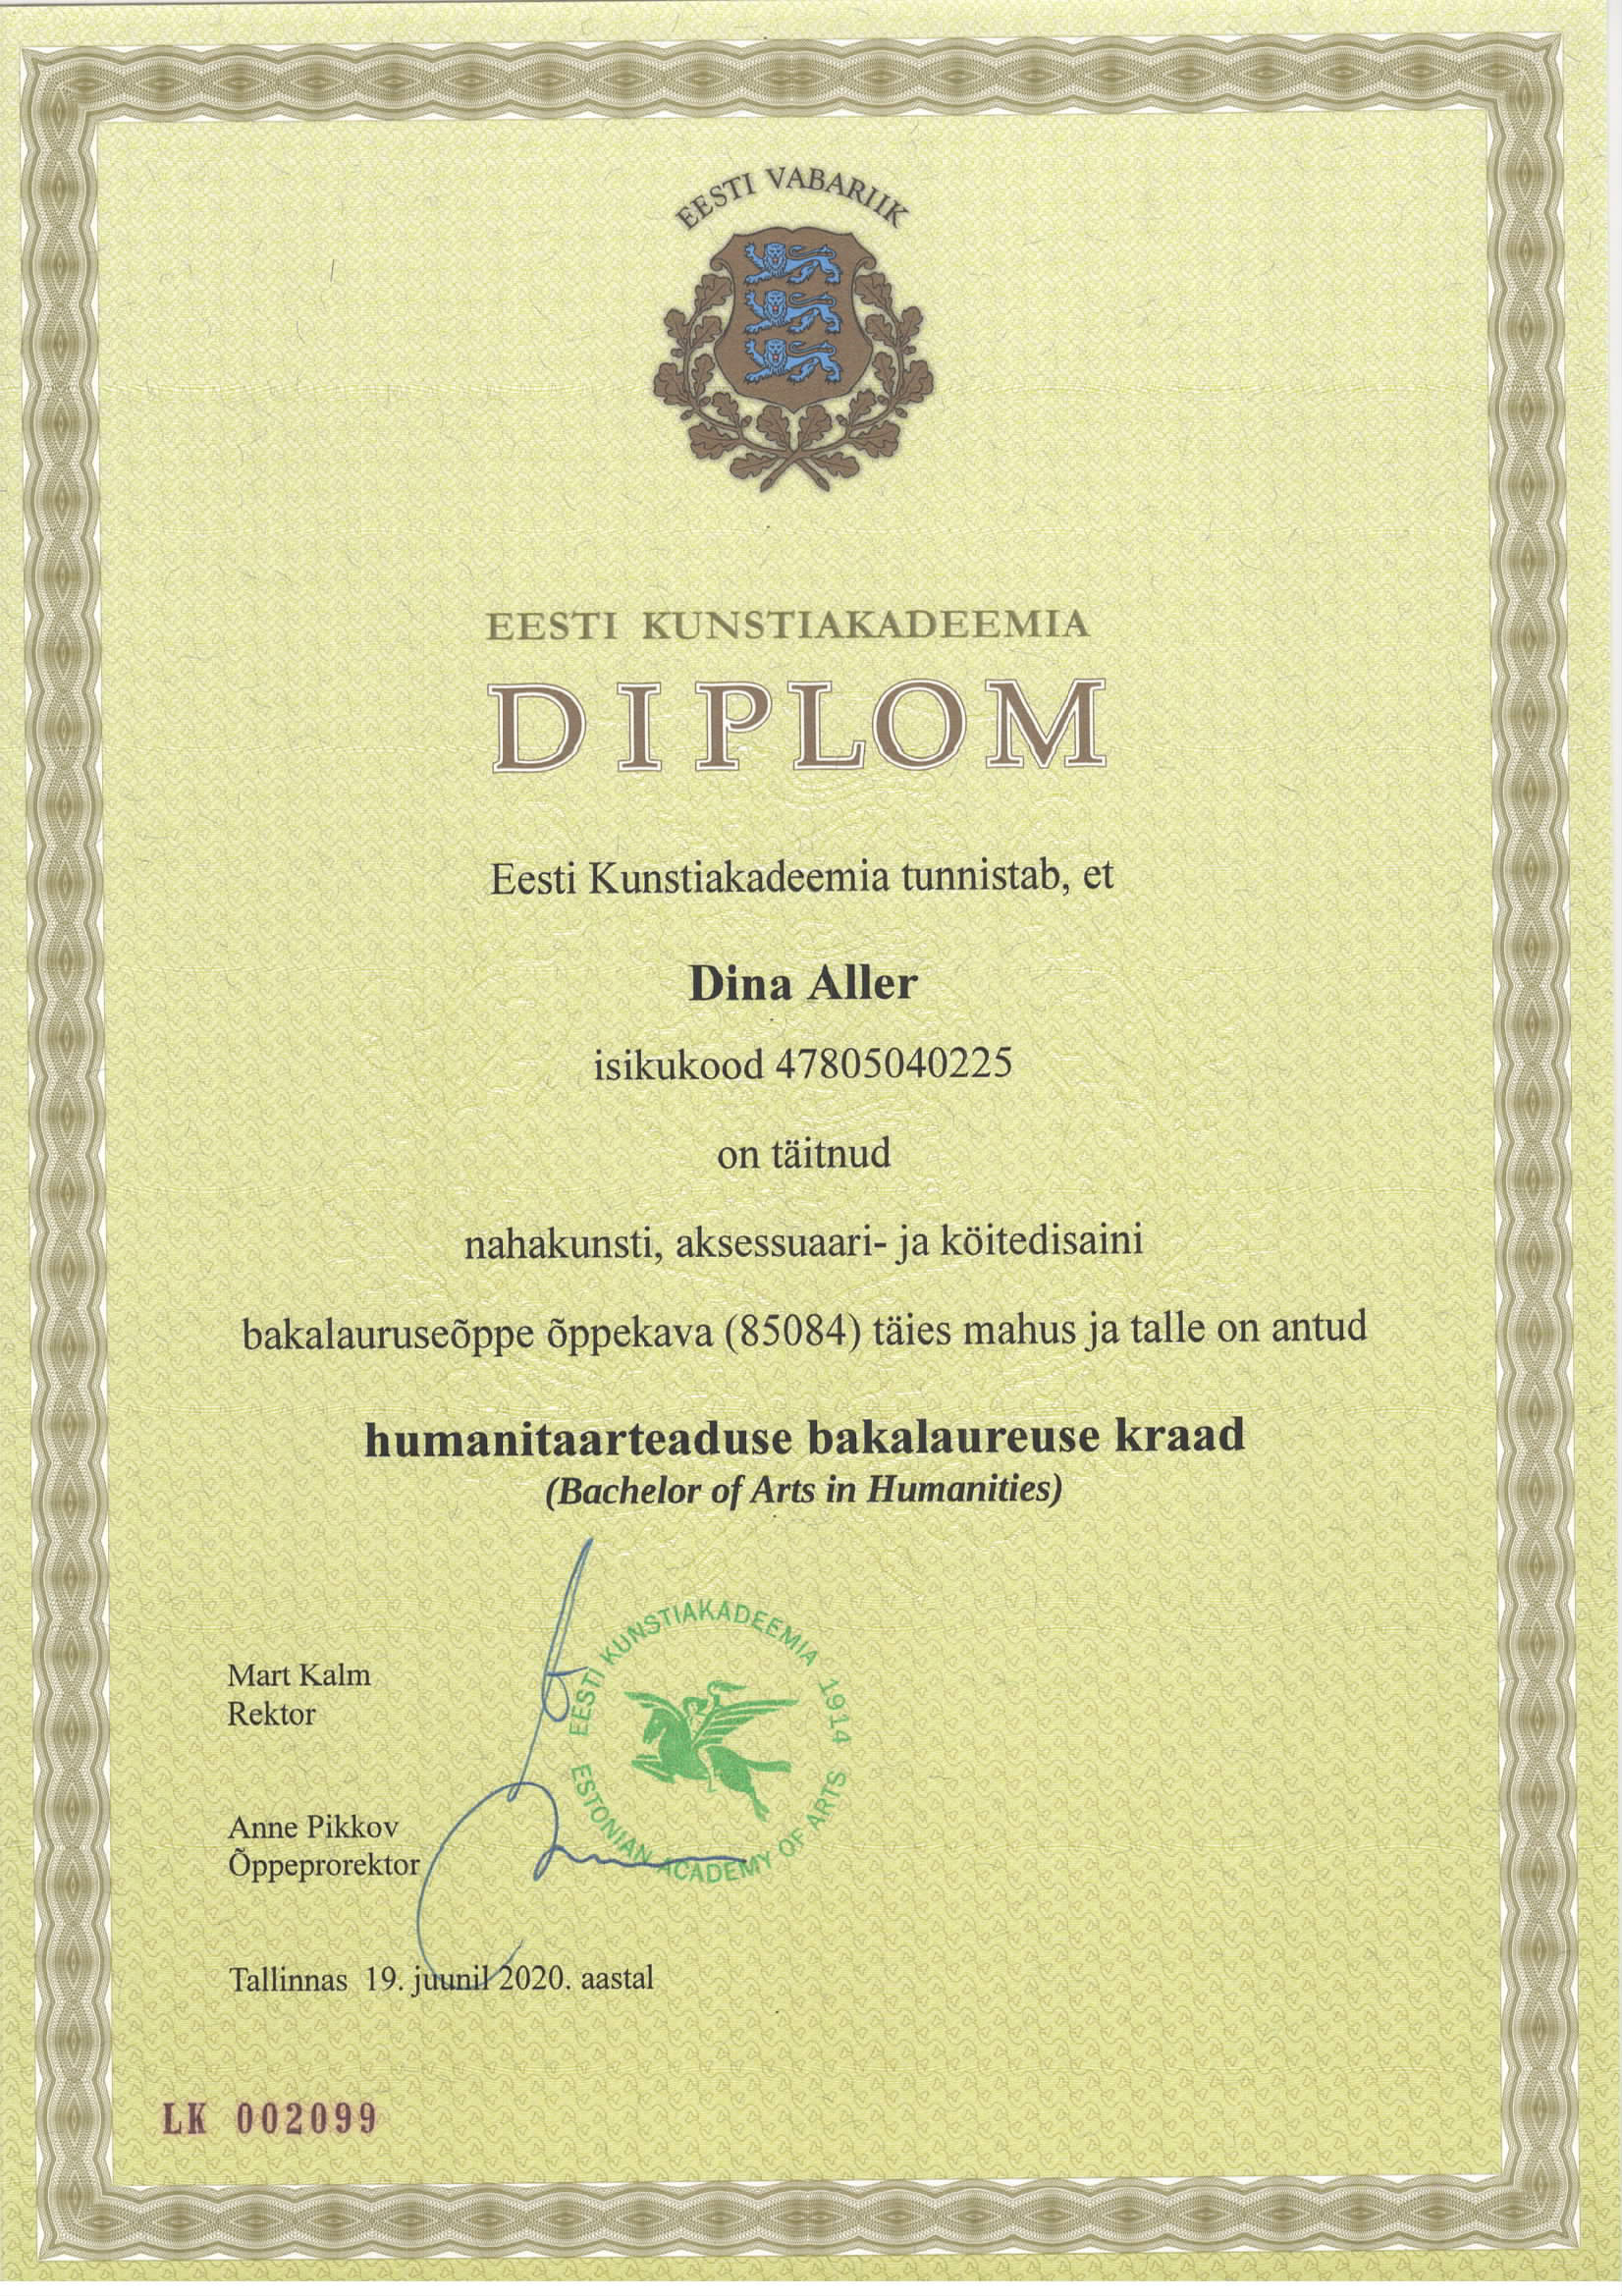 EESTI VABARIIK
EESTI KUNSTIAKADEEMIA
DIPLOM
Eesti Kunstiakadeemia tunnistab, et
Dina Aller
isikukood 47805040225
on täitnud
nahakunsti, aksessuaari- ja köitedisaini
bakalauruseõppe õppekava (85084) täies mahus ja talle on antud
humanitaarteaduse bakalaureuse kraad
(Bachelor of Arts in Humanities)
Mart Kalm
Rektor
EESTI KUNSTIAKADEEMIA 1914
ESTONIAN ACADEMY OF ARTS
Anne Pikkov
Õppeprorektor
Tallinnas 19. juunil 2020. aastal
LK 002099